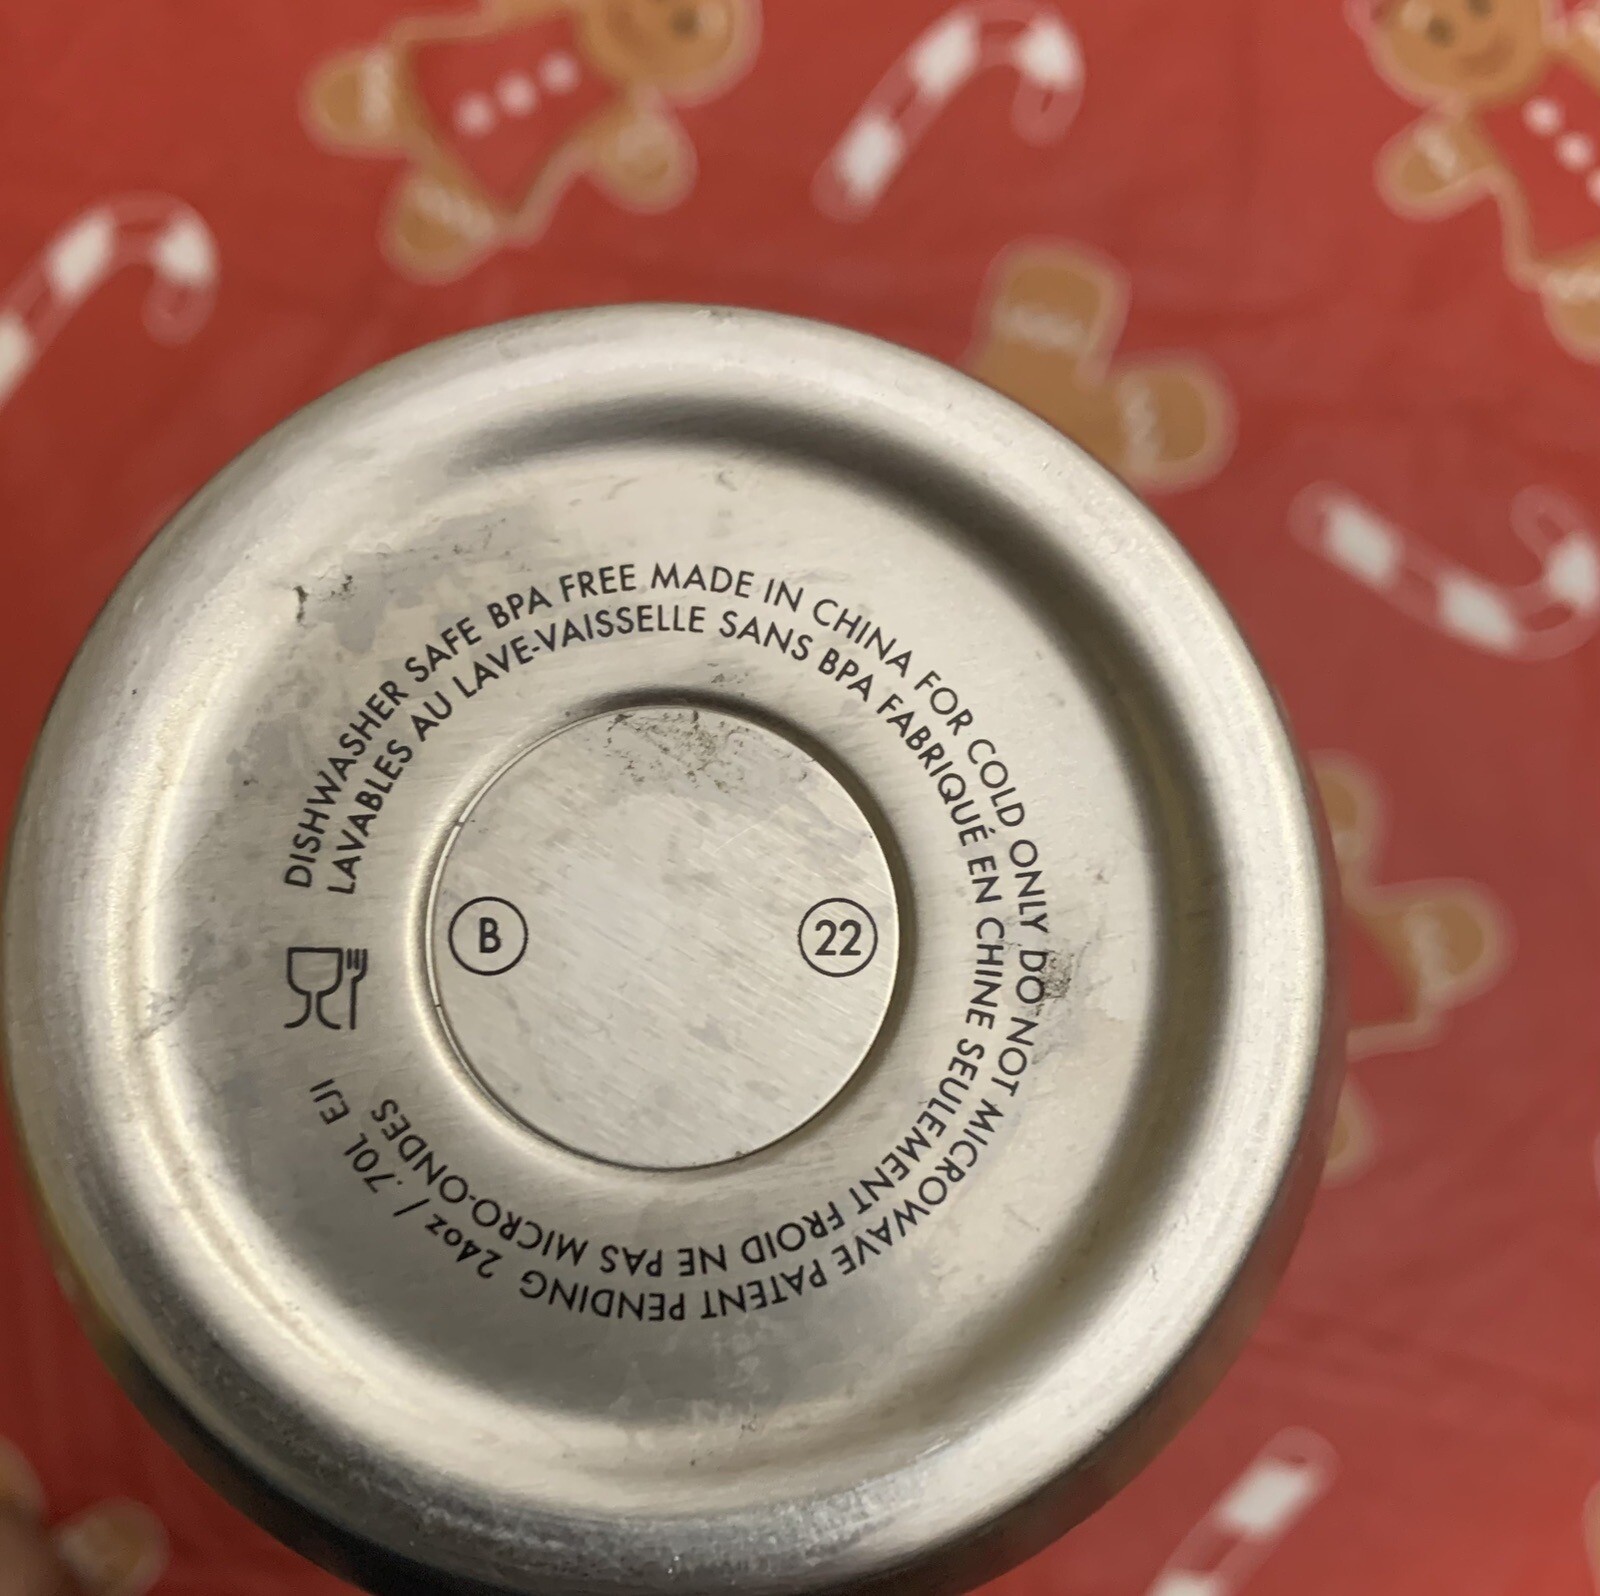 DISHWASHER SAFE BPA FREE MADE IN CHINA FOR COLD ONLY DO NOT MICROWAVE PATENT PENDING 24oz / .70L EJI
LAVABLES AU LAVE-VAISSELLE SANS BPA FABRIQUÉ EN CHINE SEULEMENT FROID NE PAS MICRO-ONDES
B
22